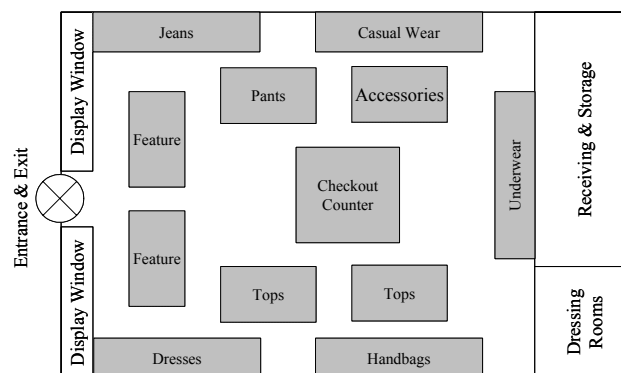 Jeans
Casual Wear
Display Window
Pants
Accessories
Receiving & Storage
Feature
Underwear
Entrance & Exit
Checkout
Counter
Feature
Tops
Tops
Display Window
Dressing
Rooms
Dresses
Handbags